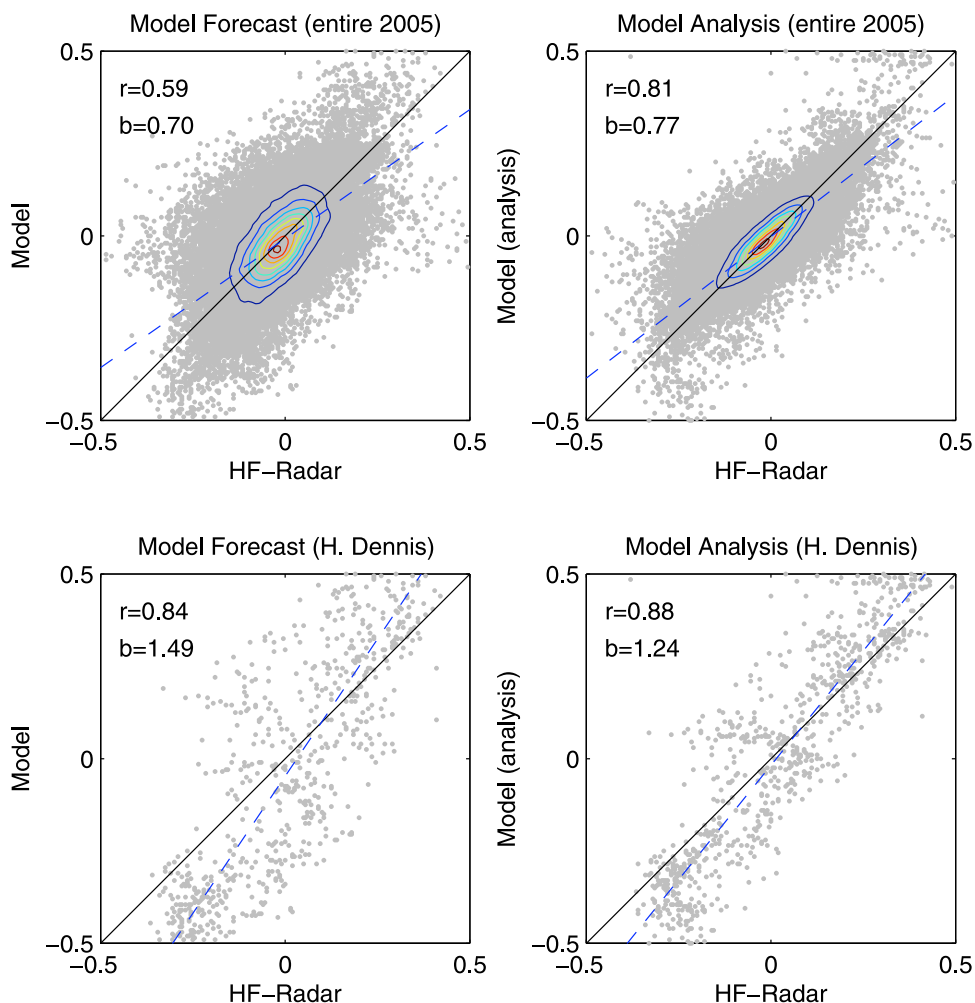 Model Forecast (entire 2005)
0.5
r=0.59
b=0.70
Model
0
−0.5
−0.5 0 0.5
HF−Radar
Model Analysis (entire 2005)
0.5
r=0.81
b=0.77
Model (analysis)
0
−0.5
−0.5 0 0.5
HF−Radar
Model Forecast (H. Dennis)
0.5
r=0.84
b=1.49
Model
0
−0.5
−0.5 0 0.5
HF−Radar
Model Analysis (H. Dennis)
0.5
r=0.88
b=1.24
Model (analysis)
0
−0.5
−0.5 0 0.5
HF−Radar